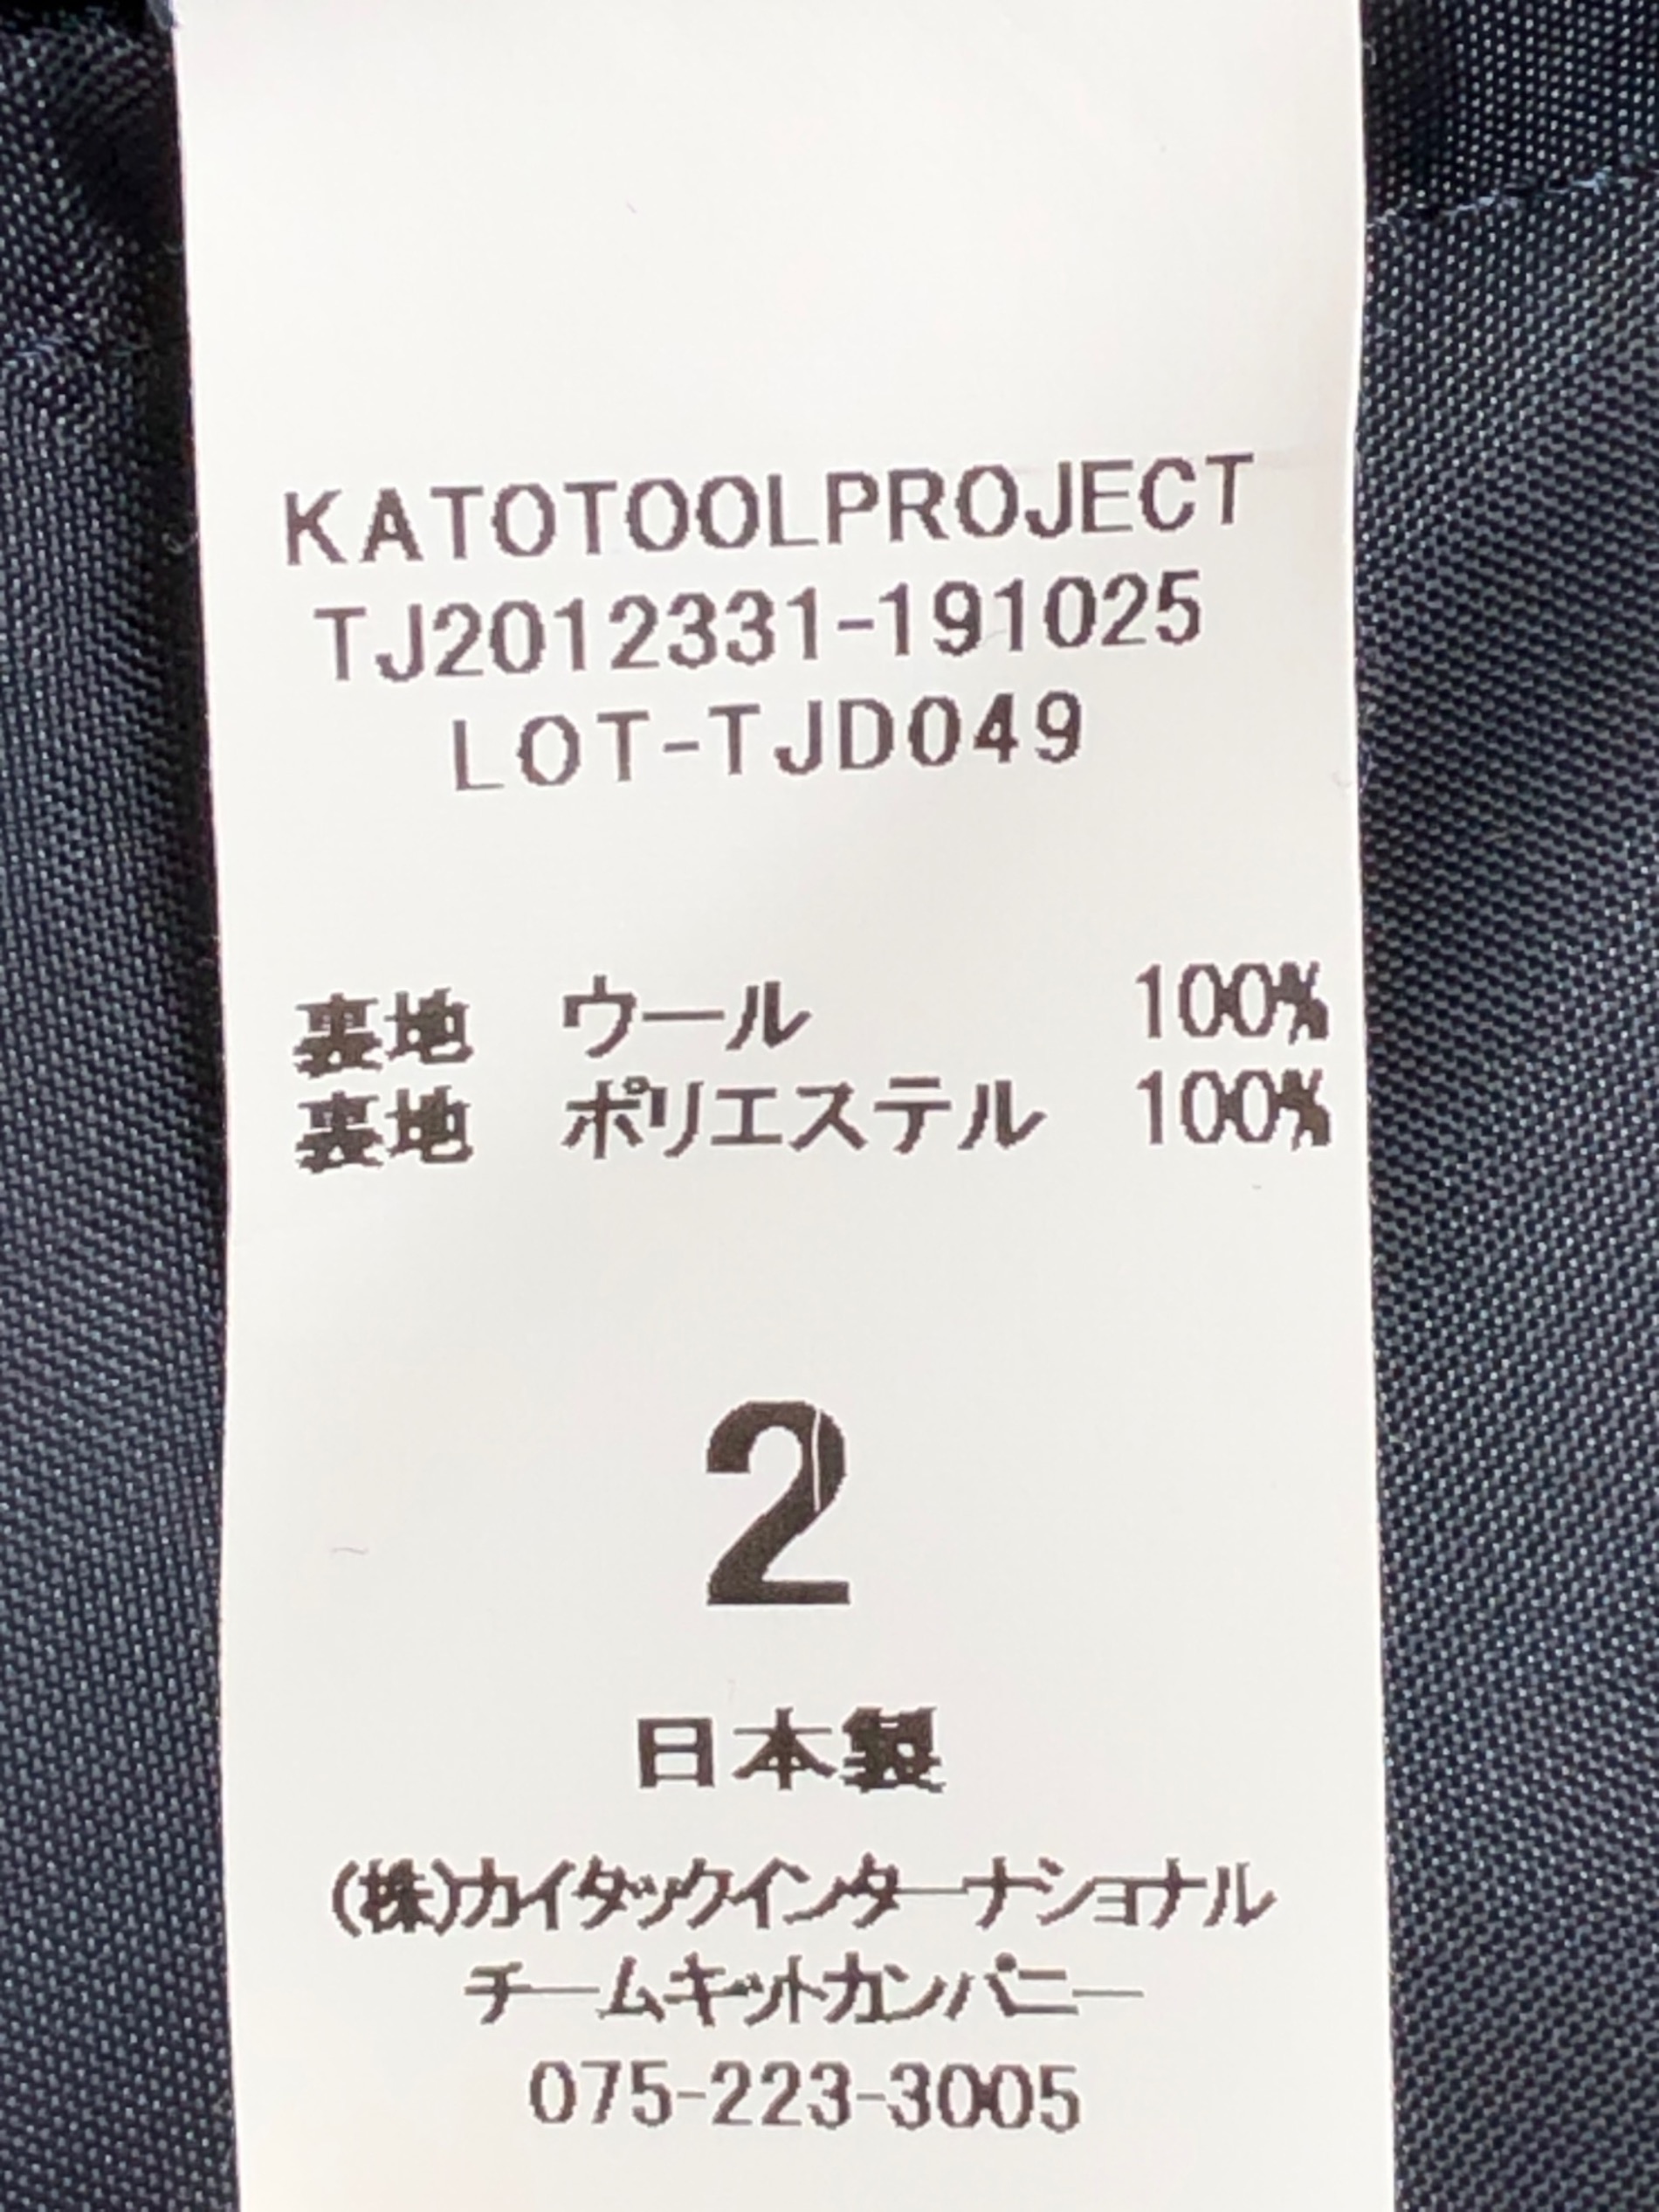 KATOTOOLPROJECT
TJ2012331-191025
LOT-TJD049
裏地 ウール 100%
裏地 ポリエステル 100%
2
日本製
(株)カイタックインターナショナル
チームキットカンパニー
075-223-3005